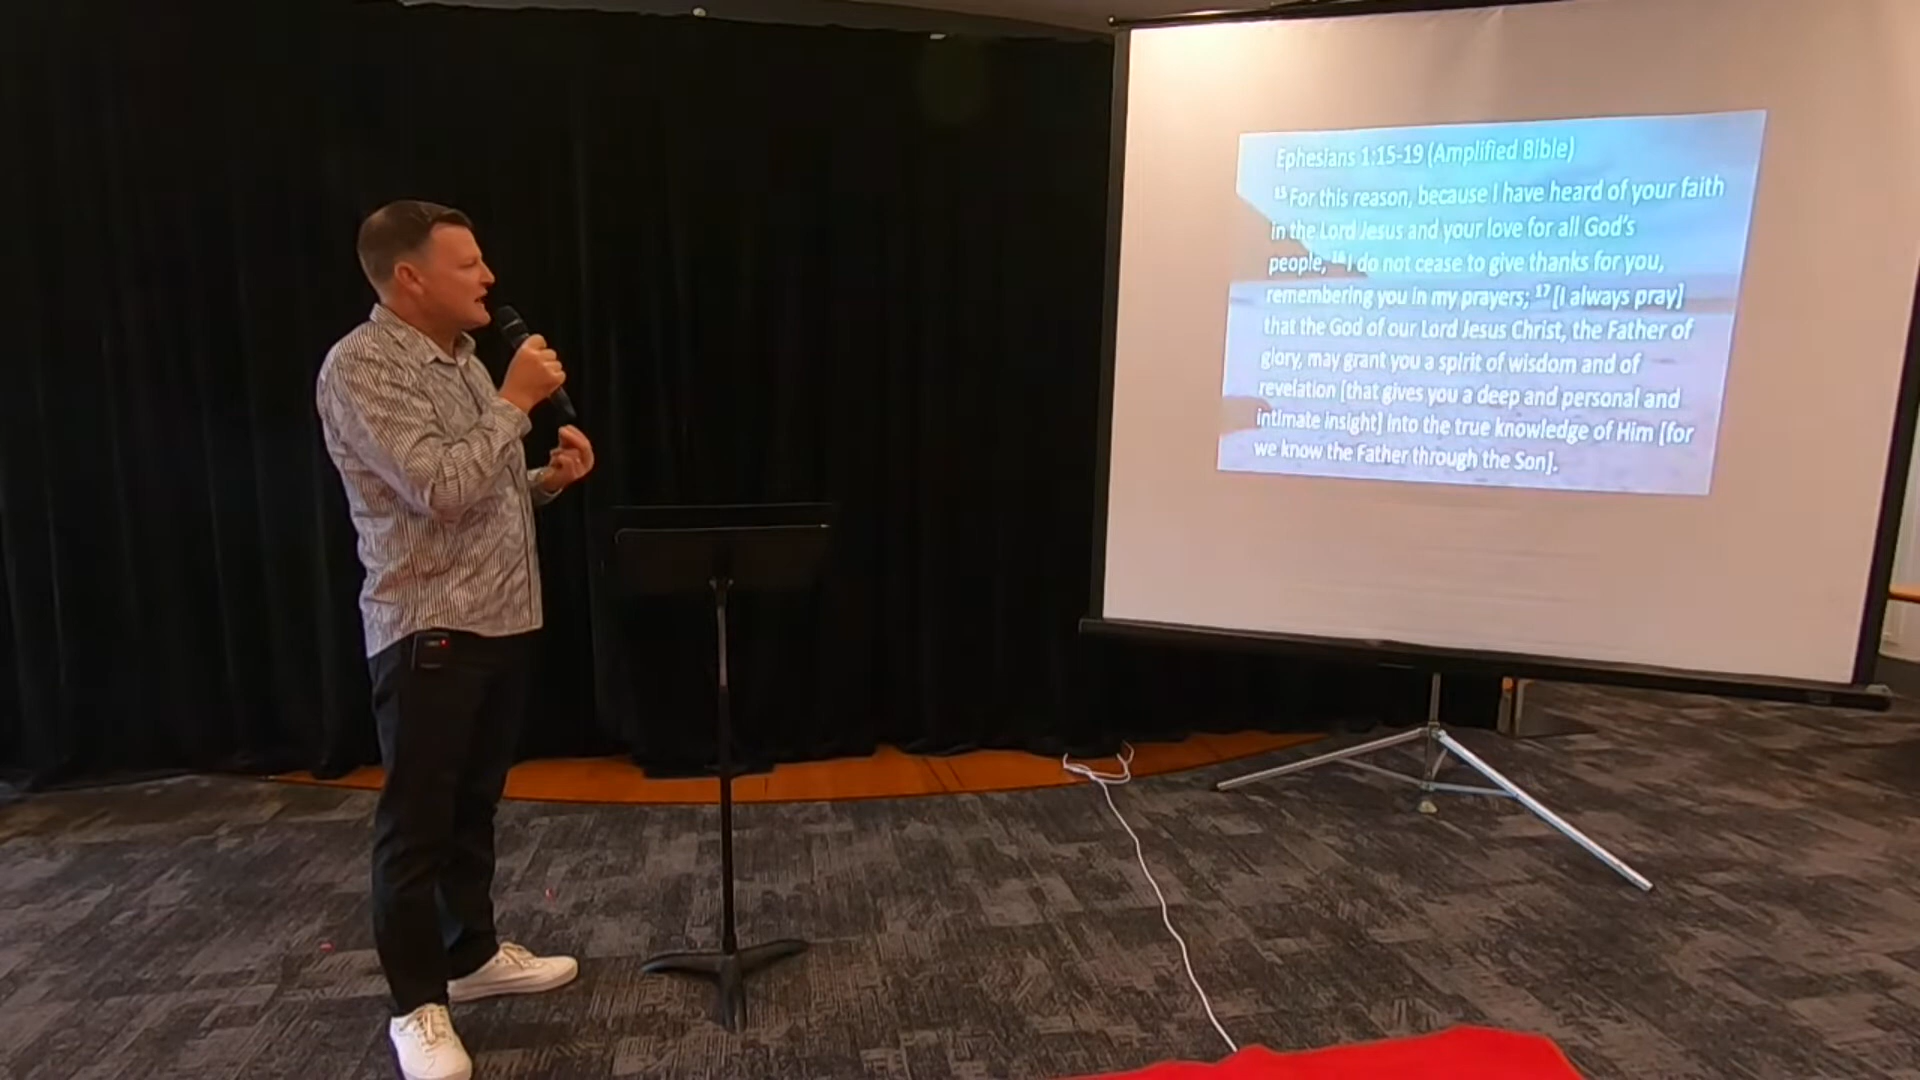 Ephesians 1:15-19 (Amplified Bible)
15 For this reason, because I have heard of your faith
in the Lord Jesus and your love for all God's
people, 16 I do not cease to give thanks for you,
remembering you in my prayers; 17 [I always pray]
that the God of our Lord Jesus Christ, the Father of
glory, may grant you a spirit of wisdom and of
revelation [that gives you a deep and personal and
intimate insight] into the true knowledge of Him [for
we know the Father through the Son].